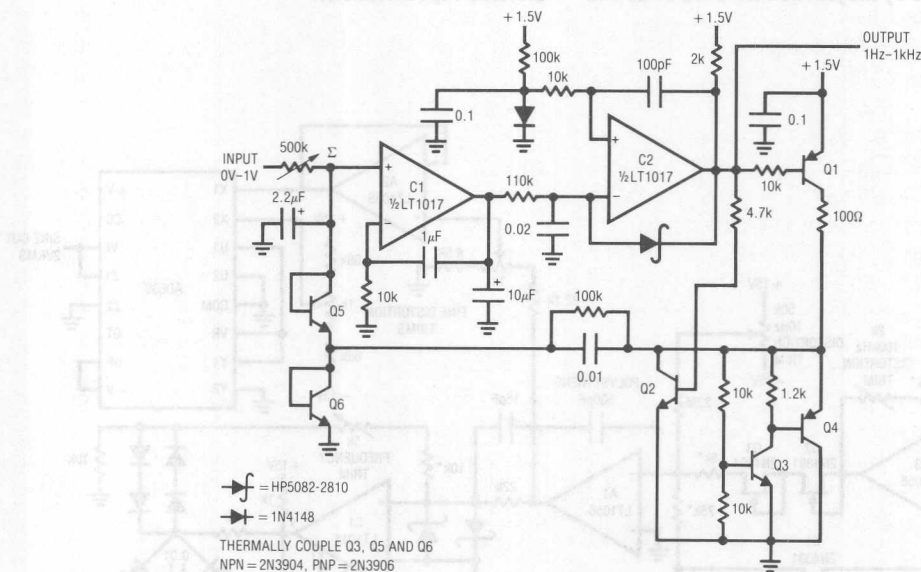 +1.5V
+1.5V
OUTPUT
1Hz–1kHz
100k
2k
100pF
10k
+1.5V
0.1
0.1
500k
Σ
INPUT
0V–1V
+
C2
½LT1017
−
Q1
+
C1
½LT1017
−
110k
10k
2.2μF
+
4.7k
100Ω
0.02
1μF
+
10μF
10k
100k
Q5
0.01
Q2
10k
1.2k
Q4
Q6
Q3
10k
=HP5082-2810
=1N4148
THERMALLY COUPLE Q3, Q5 AND Q6
NPN=2N3904, PNP=2N3906